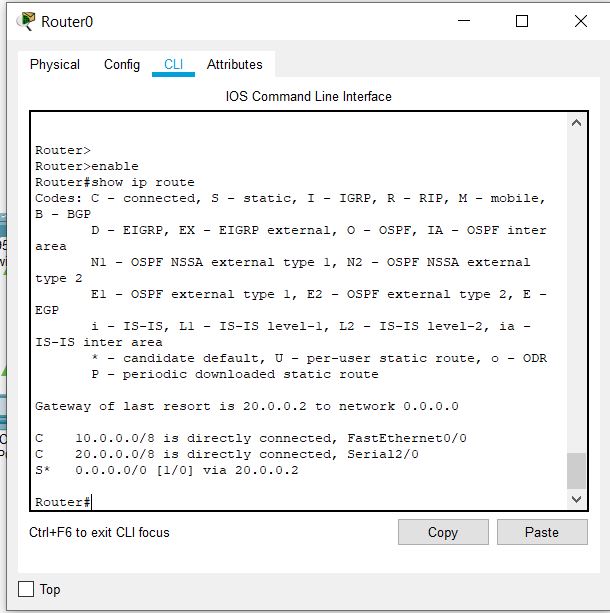 Router0
Physical Config CLI Attributes
IOS Command Line Interface
Router>
Router>enable
Router#show ip route
Codes: C - connected, S - static, I - IGRP, R - RIP, M - mobile,
B - BGP
D - EIGRP, EX - EIGRP external, O - OSPF, IA - OSPF inter
area
N1 - OSPF NSSA external type 1, N2 - OSPF NSSA external
type 2
E1 - OSPF external type 1, E2 - OSPF external type 2, E -
EGP
i - IS-IS, L1 - IS-IS level-1, L2 - IS-IS level-2, ia -
IS-IS inter area
* - candidate default, U - per-user static route, o - ODR
P - periodic downloaded static route
Gateway of last resort is 20.0.0.2 to network 0.0.0.0
C 10.0.0.0/8 is directly connected, FastEthernet0/0
C 20.0.0.0/8 is directly connected, Serial2/0
S* 0.0.0.0/0 [1/0] via 20.0.0.2
Router#
Ctrl+F6 to exit CLI focus
Copy Paste
Top